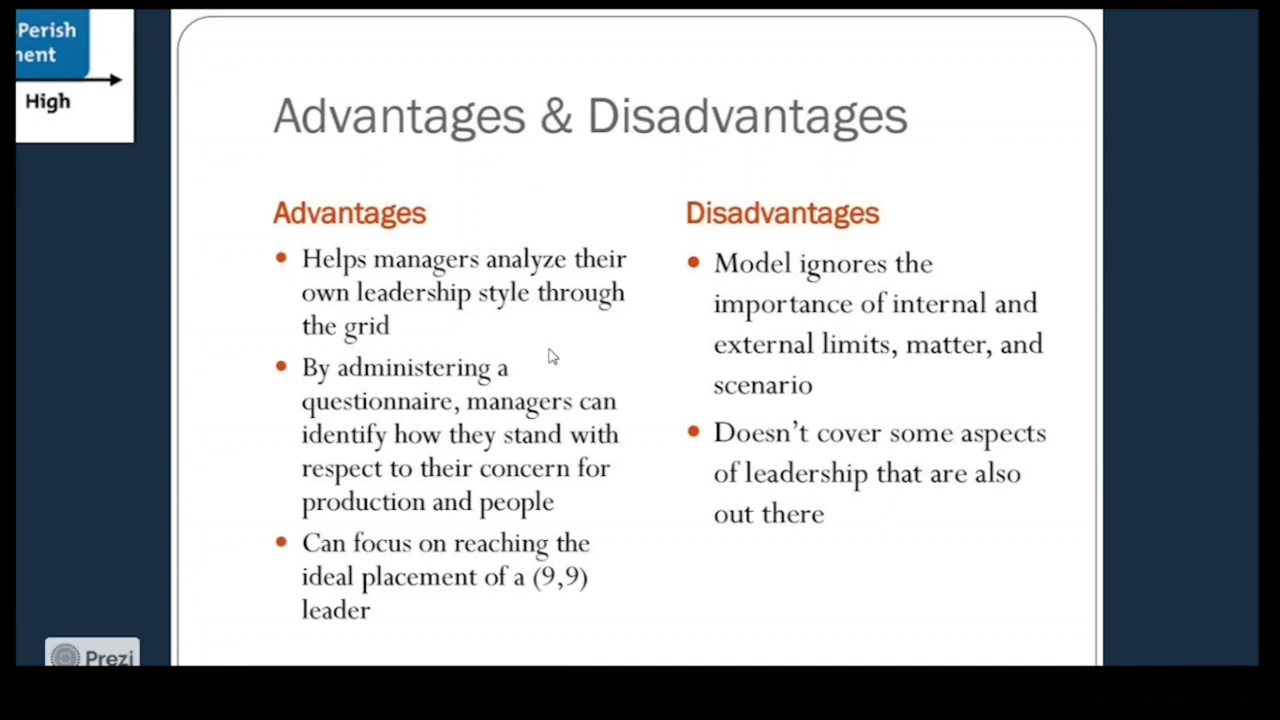 Perish
High
Advantages & Disadvantages
Advantages
Helps managers analyze their
own leadership style through
the grid
By administering a
questionnaire, managers can
identify how they stand with
respect to their concern for
production and people
Can focus on reaching the
ideal placement of a (9,9)
leader
Disadvantages
Model ignores the
importance of internal and
external limits, matter, and
scenario
Doesn't cover some aspects
of leadership that are also
out there
Prezi